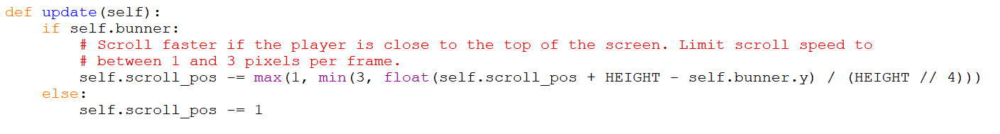 def update(self):
    if self.bunner:
        # Scroll faster if the player is close to the top of the screen. Limit scroll speed to
        # between 1 and 3 pixels per frame.
        self.scroll_pos -= max(1, min(3, float(self.scroll_pos + HEIGHT - self.bunner.y) / (HEIGHT // 4)))
    else:
        self.scroll_pos -= 1